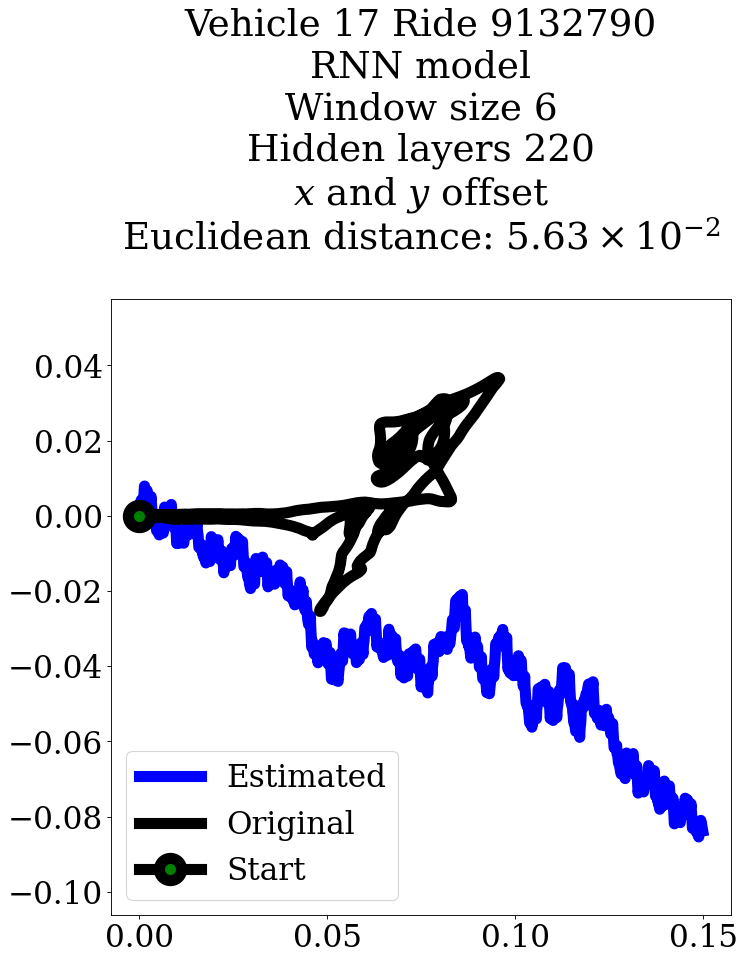 Vehicle 17 Ride 9132790
RNN model
Window size 6
Hidden layers 220
x and y offset
Euclidean distance: 5.63 × 10⁻²
0.04
0.02
0.00
−0.02
−0.04
−0.06
−0.08
−0.10
Estimated
Original
Start
0.00 0.05 0.10 0.15